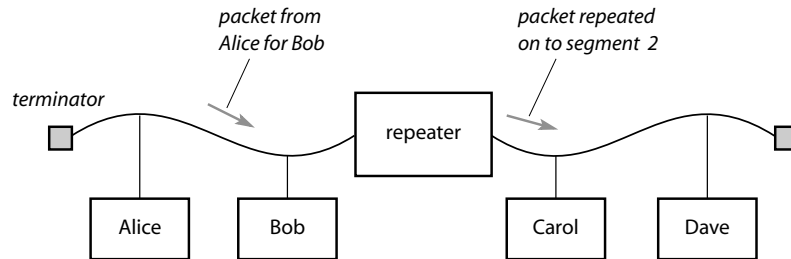 packet from
Alice for Bob
packet repeated
on to segment 2
terminator
repeater
Alice
Bob
Carol
Dave